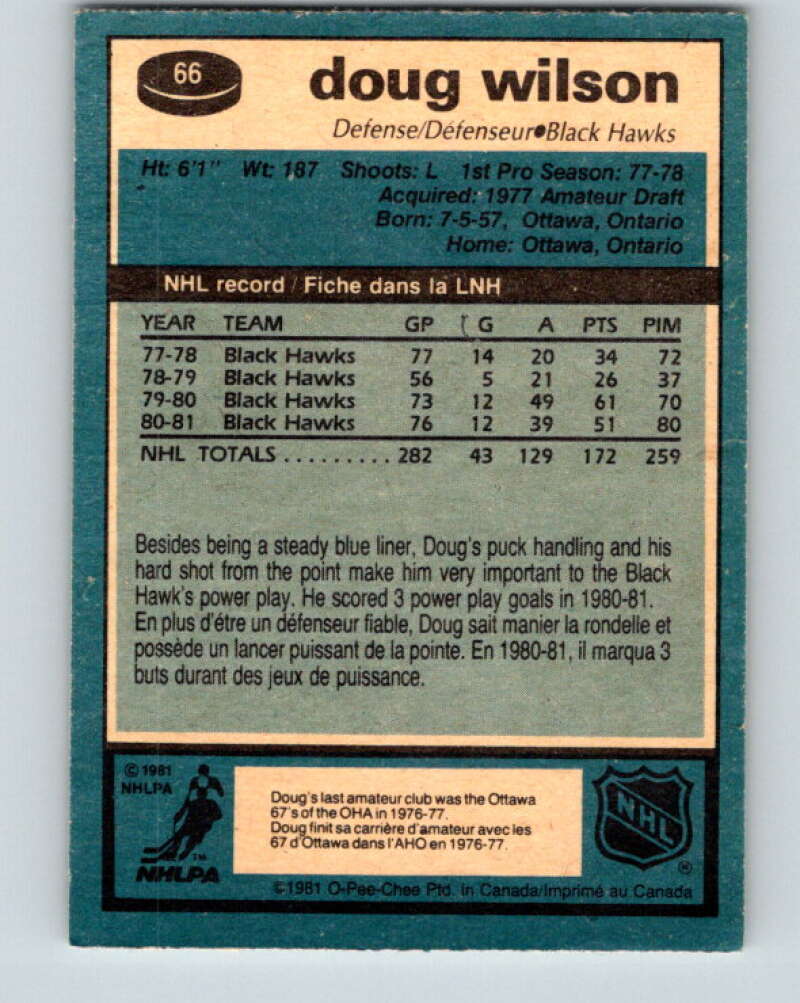 66
doug wilson
Defense/Défenseur●Black Hawks
Ht: 6'1" Wt: 187 Shoots: L 1st Pro Season: 77-78
Acquired: 1977 Amateur Draft
Born: 7-5-57, Ottawa, Ontario
Home: Ottawa, Ontario
NHL record / Fiche dans la LNH
YEAR TEAM GP G A PTS PIM
77-78 Black Hawks 77 14 20 34 72
78-79 Black Hawks 56 5 21 26 37
79-80 Black Hawks 73 12 49 61 70
80-81 Black Hawks 76 12 39 51 80
NHL TOTALS.......... 282 43 129 172 259
Besides being a steady blue liner, Doug's puck handling and his
hard shot from the point make him very important to the Black
Hawk's power play. He scored 3 power play goals in 1980-81.
En plus d'étre un défenseur fiable, Doug sait manier la rondelle et
possède un lancer puissant de la pointe. En 1980-81, il marqua 3
buts durant des jeux de puissance.
© 1981
NHLPA
TM
NHLPA
Doug's last amateur club was the Ottawa
67's of the OHA in 1976-77.
Doug finit sa carrière d'amateur avec les
67 d'Ottawa dans l'AHO en 1976-77.
NHL
®
©1981 O-Pee-Chee Ptd. in Canada/Imprimé au Canada